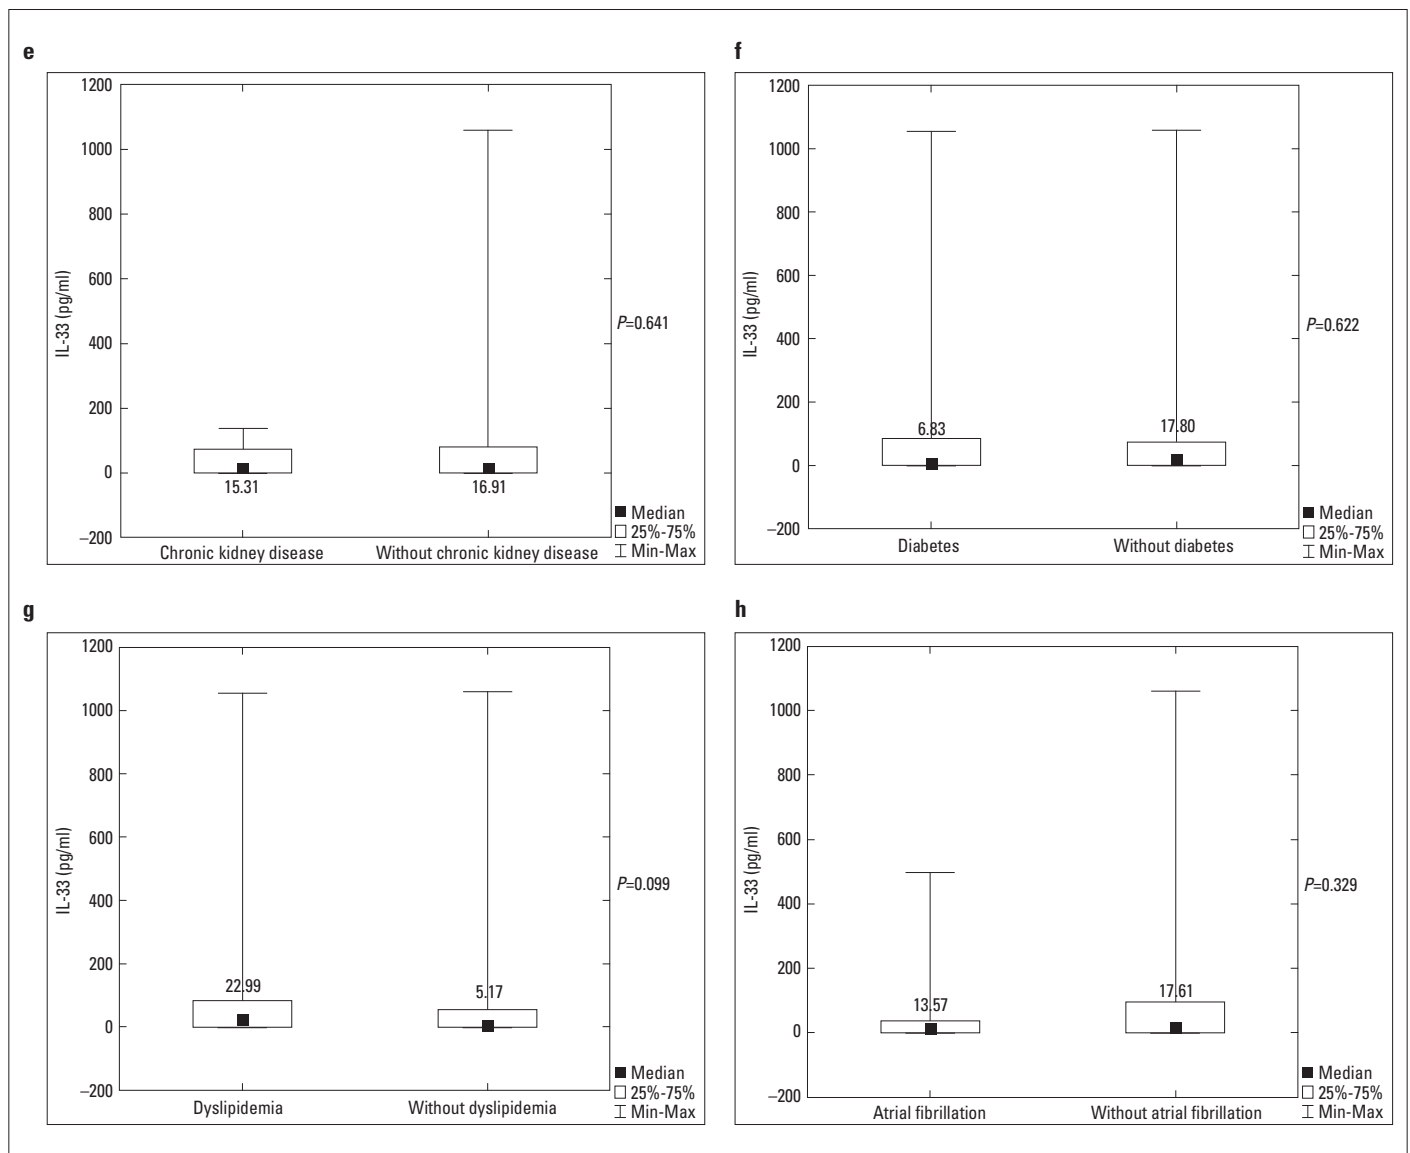 e
1200
1000
800
600
400
200
0
–200
IL-33 (pg/ml)
15.31
16.91
Chronic kidney disease
Without chronic kidney disease
P=0.641
Median
25%-75%
Min-Max
f
1200
1000
800
600
400
200
0
–200
IL-33 (pg/ml)
6.83
17.80
Diabetes
Without diabetes
P=0.622
Median
25%-75%
Min-Max
g
1200
1000
800
600
400
200
0
–200
IL-33 (pg/ml)
22.99
5.17
Dyslipidemia
Without dyslipidemia
P=0.099
Median
25%-75%
Min-Max
h
1200
1000
800
600
400
200
0
–200
IL-33 (pg/ml)
13.57
17.61
Atrial fibrillation
Without atrial fibrillation
P=0.329
Median
25%-75%
Min-Max